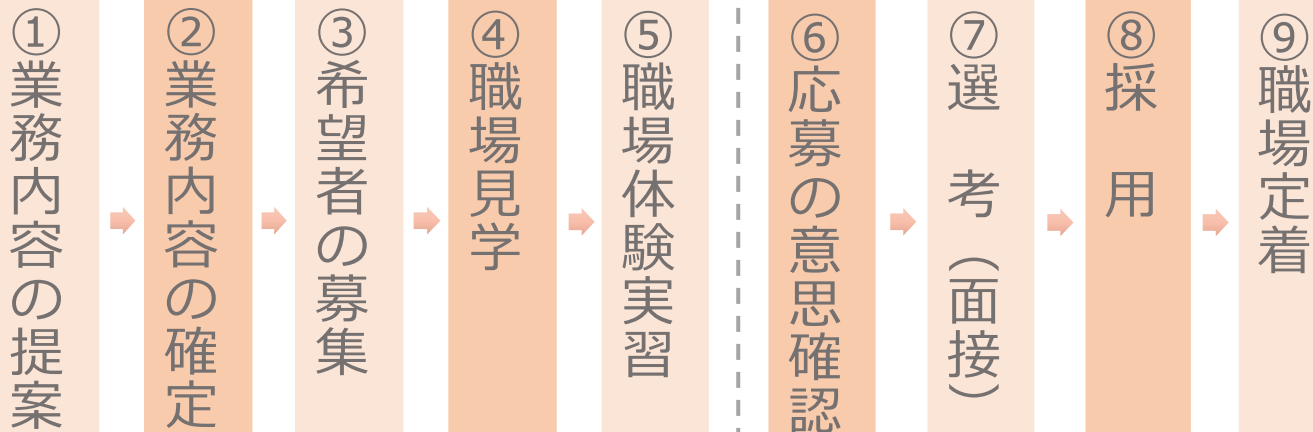 ①業務内容の提案
②業務内容の確定
③希望者の募集
④職場見学
⑤職場体験実習
⑥応募の意思確認
⑦選　考（面接）
⑧採　用
⑨職場定着